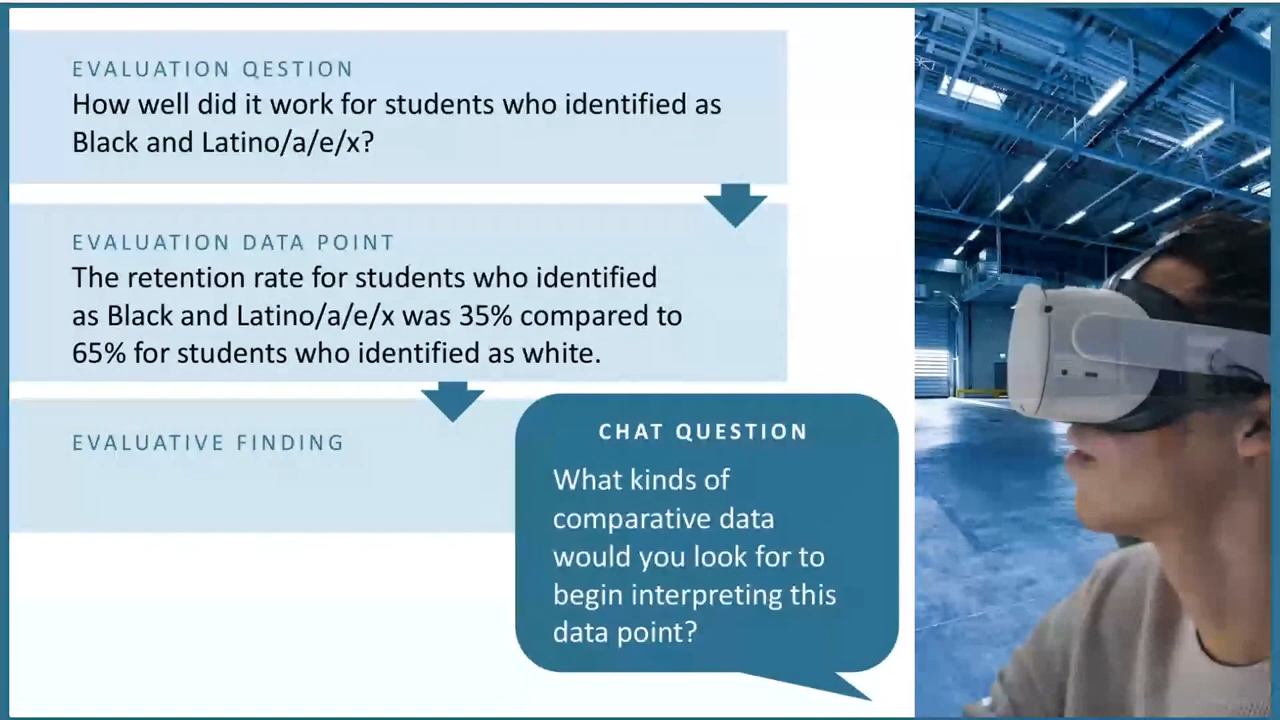 EVALUATION QESTION
How well did it work for students who identified as
Black and Latino/a/e/x?
EVALUATION DATA POINT
The retention rate for students who identified
as Black and Latino/a/e/x was 35% compared to
65% for students who identified as white.
EVALUATIVE FINDING
CHAT QUESTION
What kinds of
comparative data
would you look for to
begin interpreting this
data point?